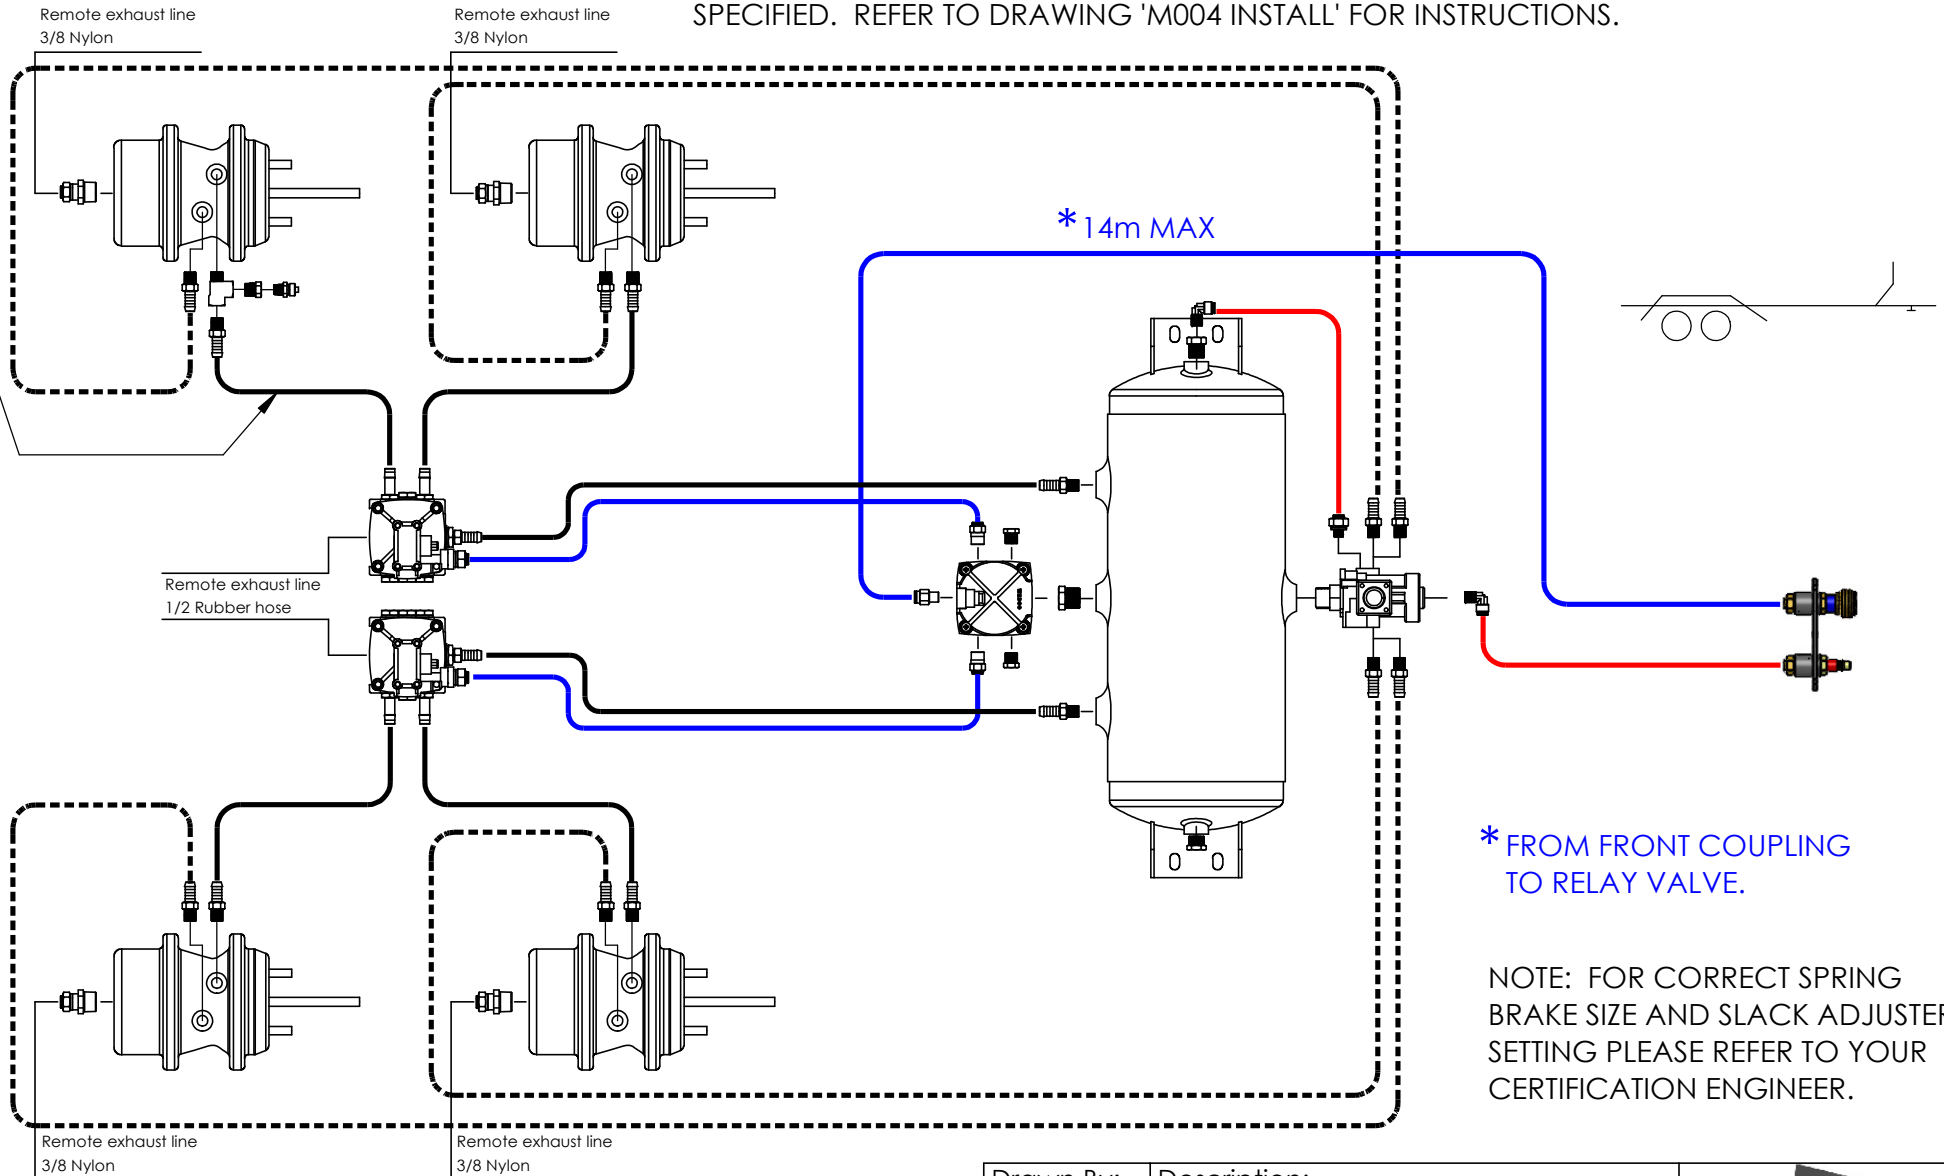 Remote exhaust line
3/8 Nylon
Remote exhaust line
3/8 Nylon
SPECIFIED. REFER TO DRAWING 'M004 INSTALL' FOR INSTRUCTIONS.
*14m MAX
Remote exhaust line
1/2 Rubber hose
* FROM FRONT COUPLING
TO RELAY VALVE.
NOTE: FOR CORRECT SPRING
BRAKE SIZE AND SLACK ADJUSTER
SETTING PLEASE REFER TO YOUR
CERTIFICATION ENGINEER.
Remote exhaust line
3/8 Nylon
Remote exhaust line
3/8 Nylon
Drawn By:
Description: